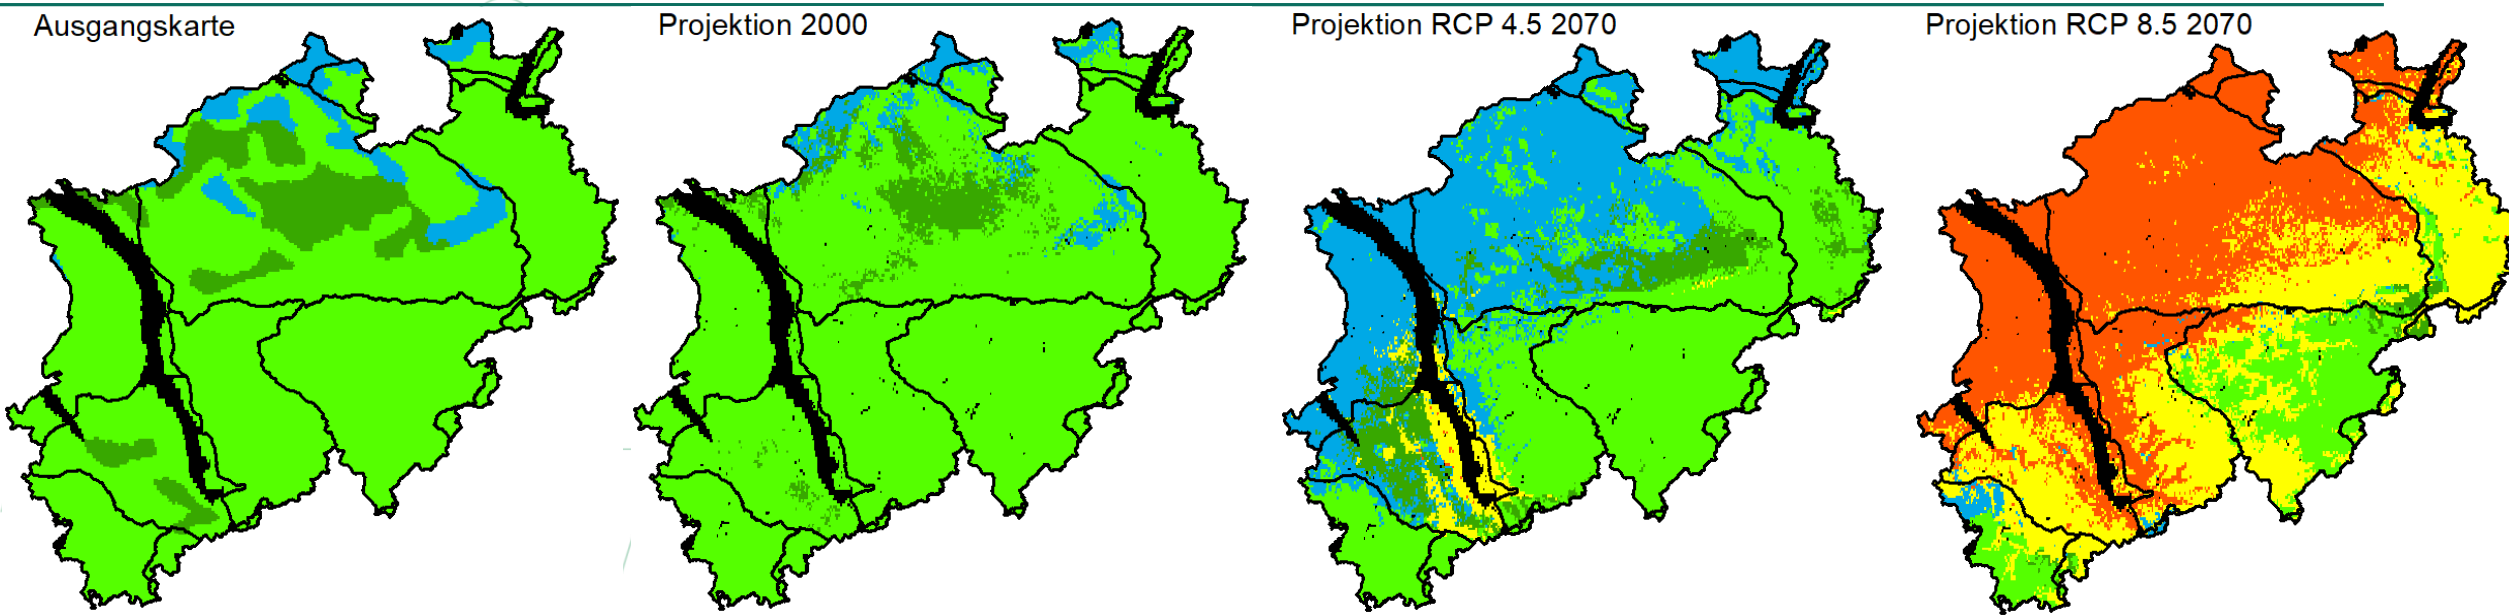 Ausgangskarte
Projektion 2000
Projektion RCP 4.5 2070
Projektion RCP 8.5 2070